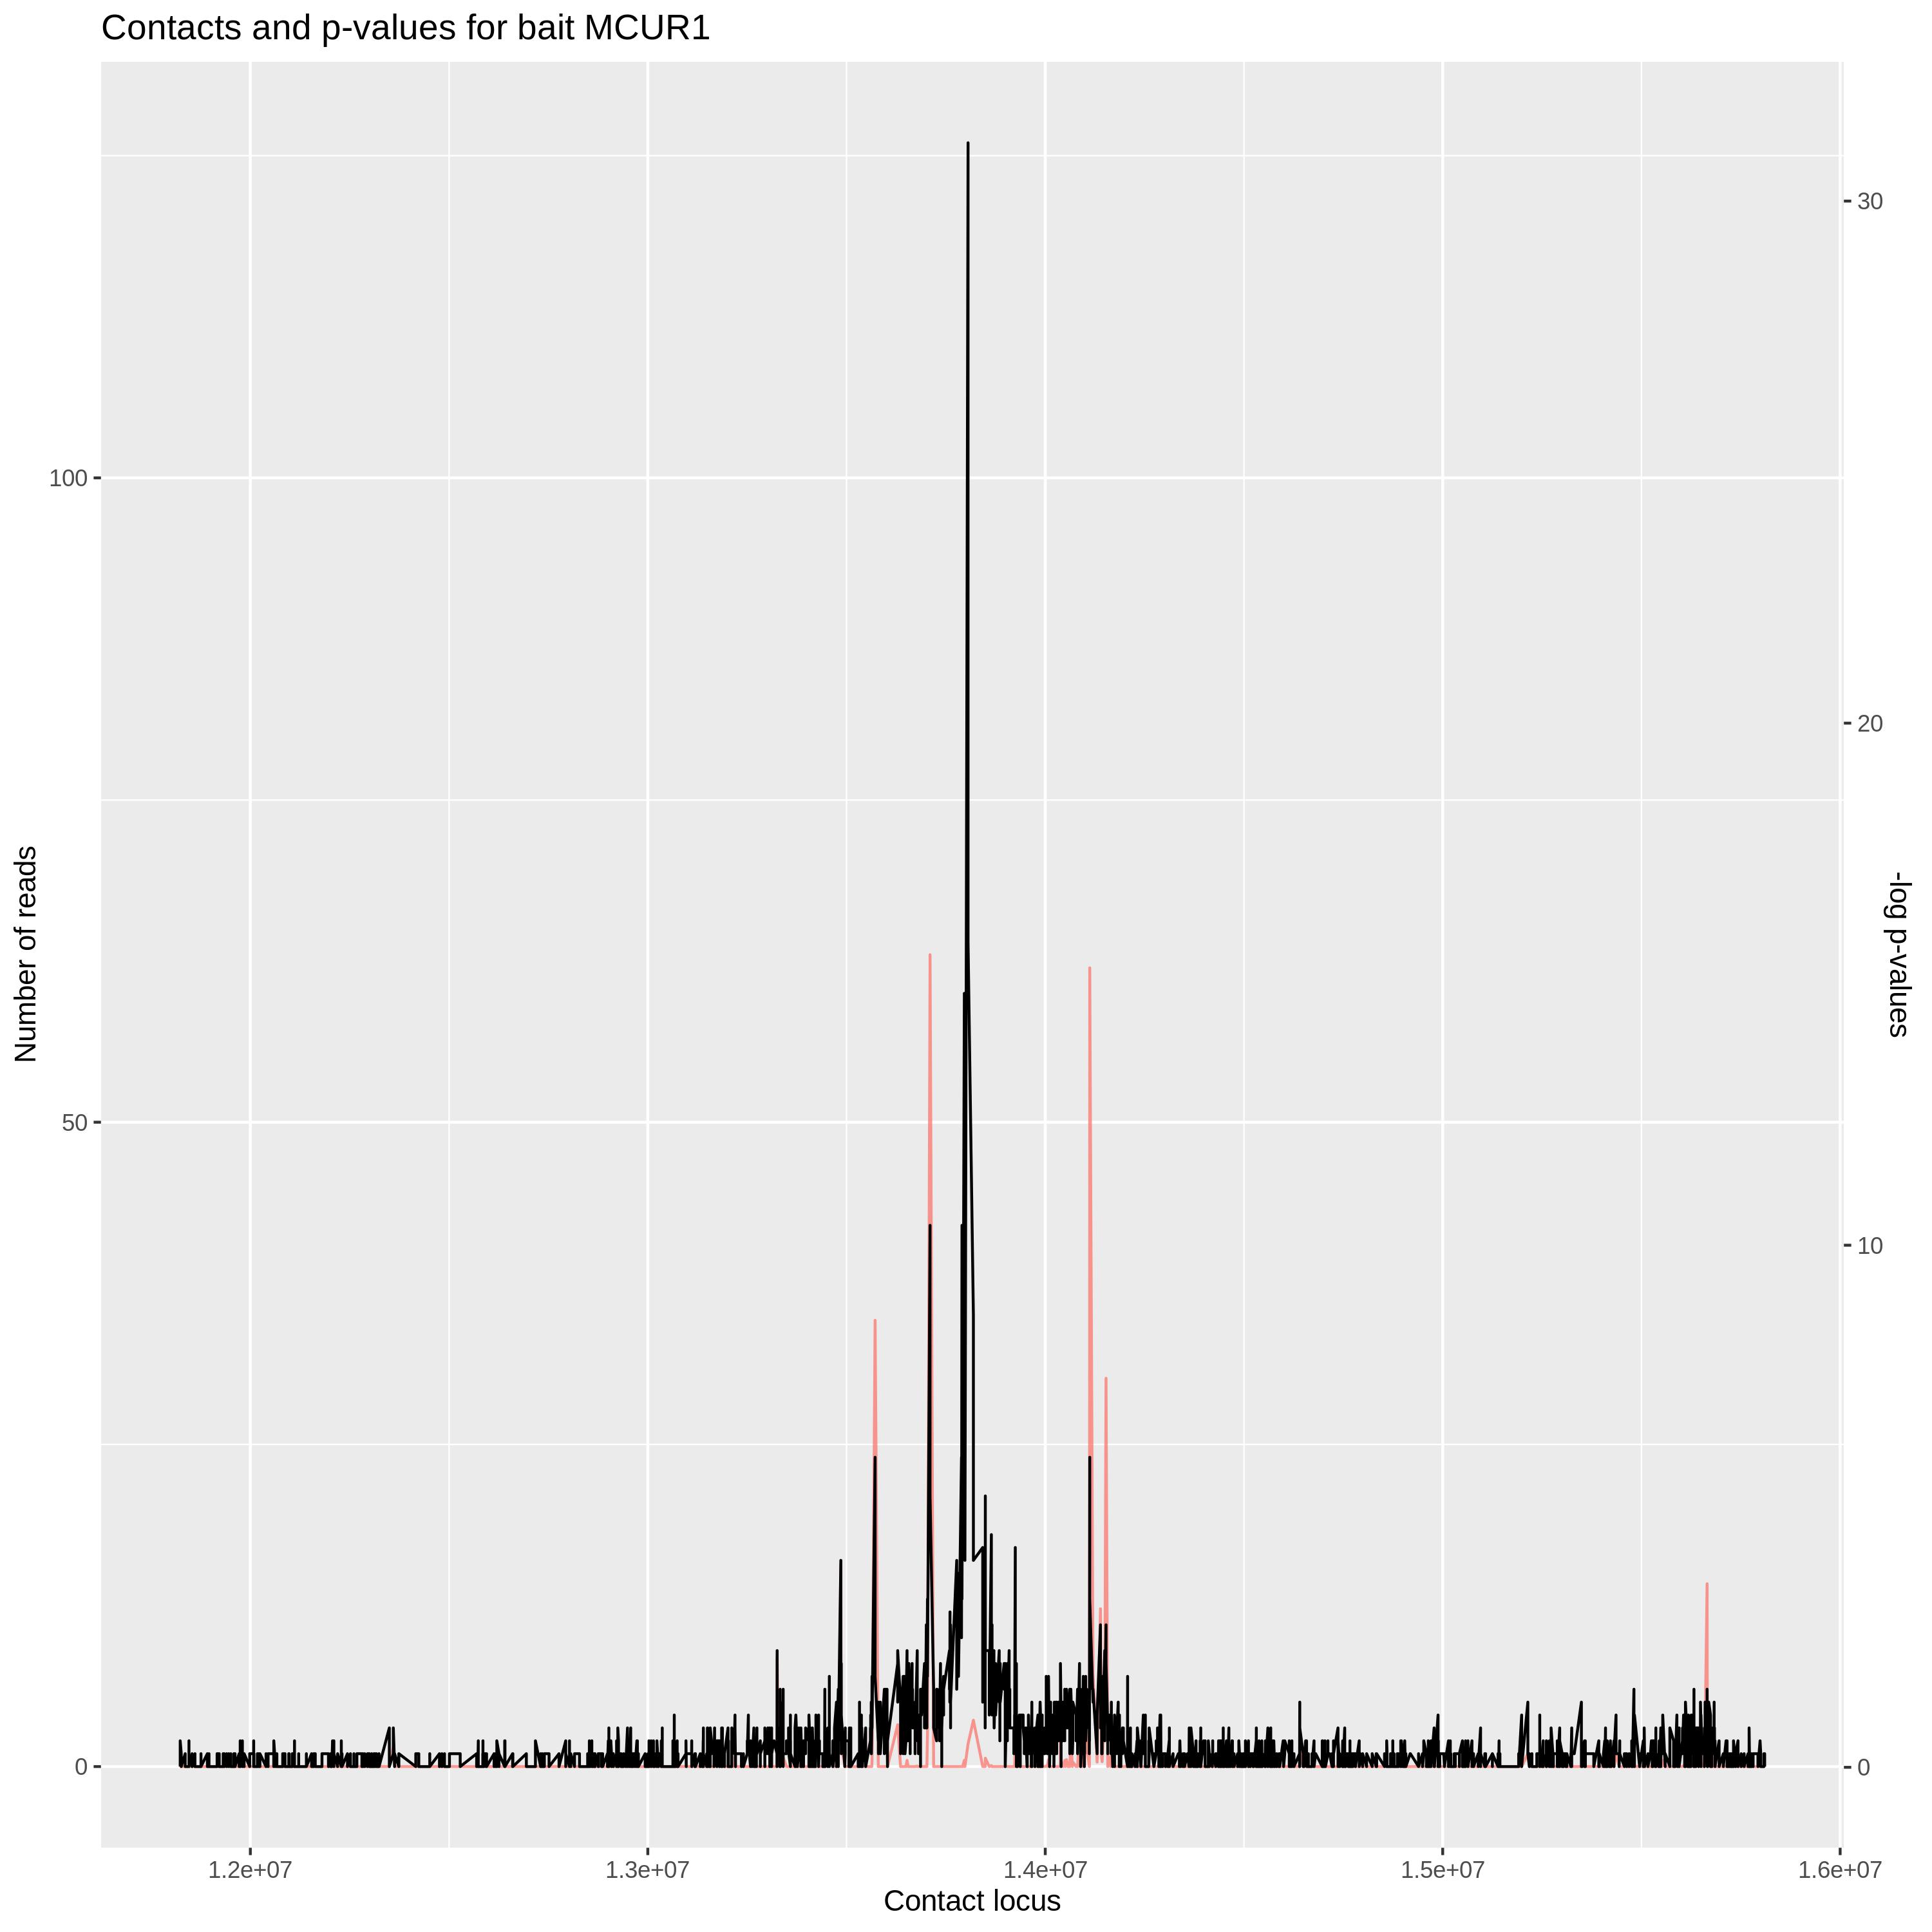 Contacts and p-values for bait MCUR1
30
100
20
Number of reads
-log p-values
50
10
0
0
1.2e+07
1.3e+07
1.4e+07
1.5e+07
1.6e+07
Contact locus